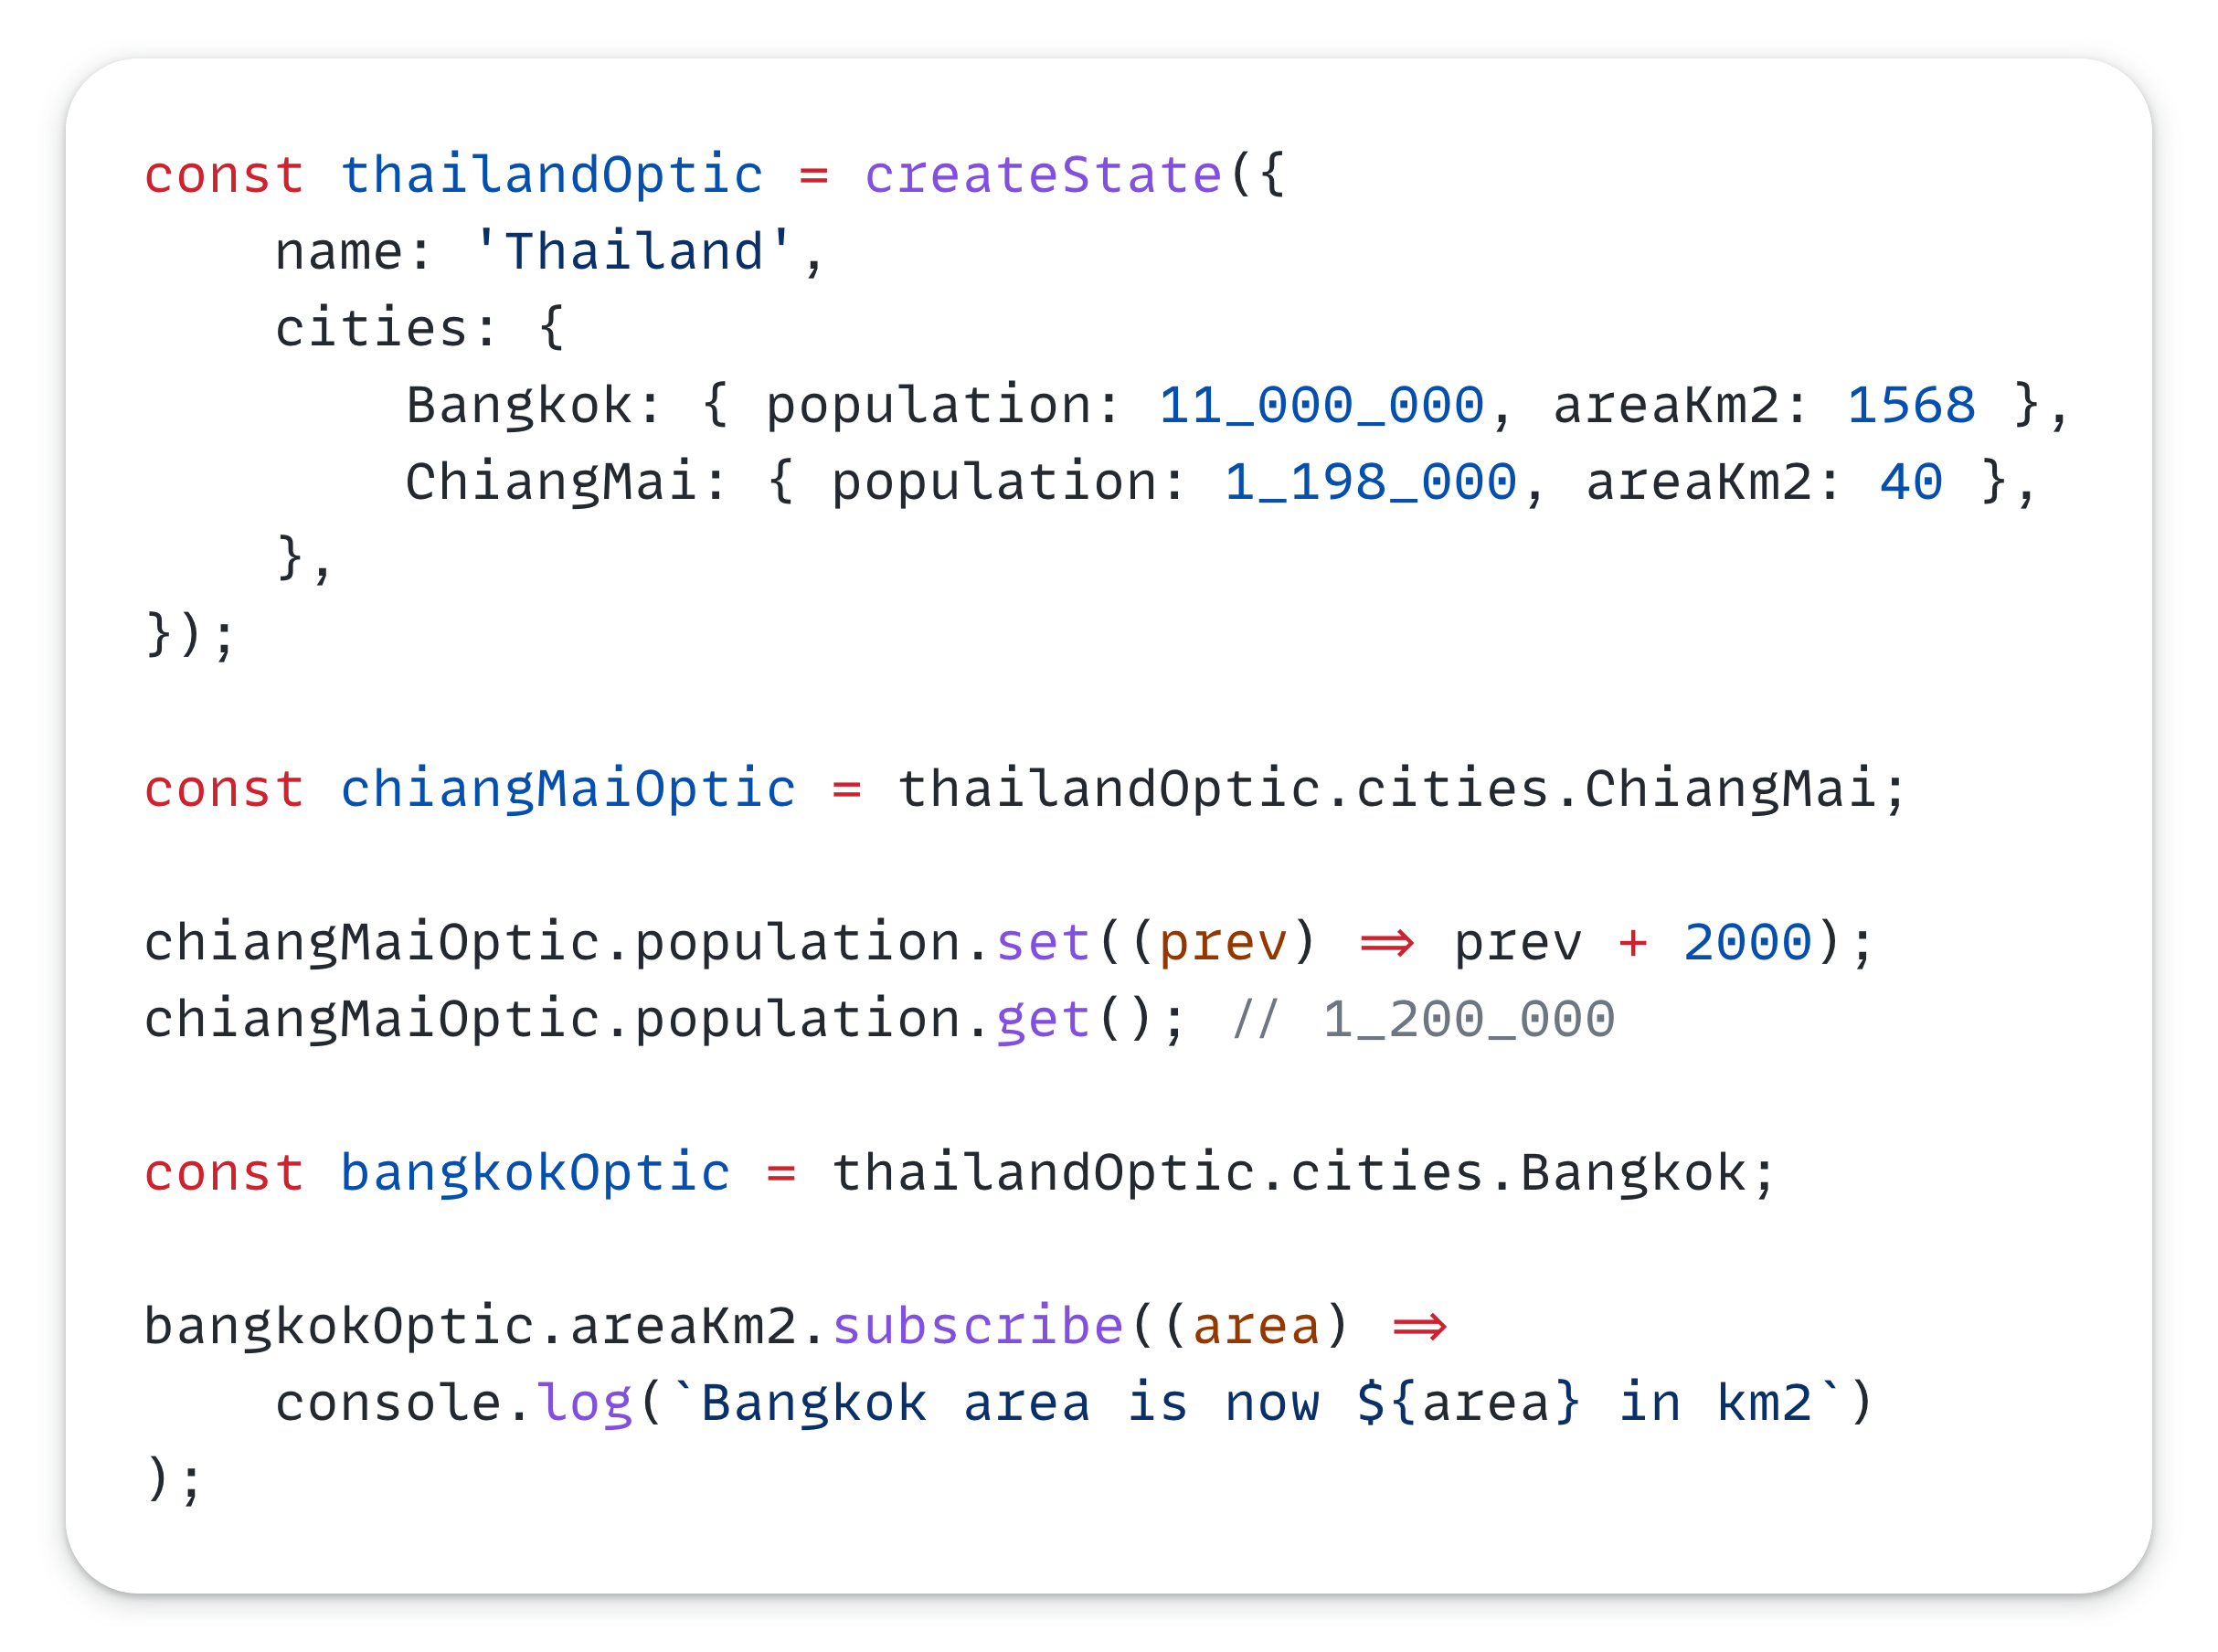 const thailandOptic = createState({
    name: 'Thailand',
    cities: {
        Bangkok: { population: 11_000_000, areaKm2: 1568 },
        ChiangMai: { population: 1_198_000, areaKm2: 40 },
    },
});

const chiangMaiOptic = thailandOptic.cities.ChiangMai;

chiangMaiOptic.population.set((prev) => prev + 2000);
chiangMaiOptic.population.get(); // 1_200_000

const bangkokOptic = thailandOptic.cities.Bangkok;

bangkokOptic.areaKm2.subscribe((area) =>
    console.log(`Bangkok area is now ${area} in km2`)
);